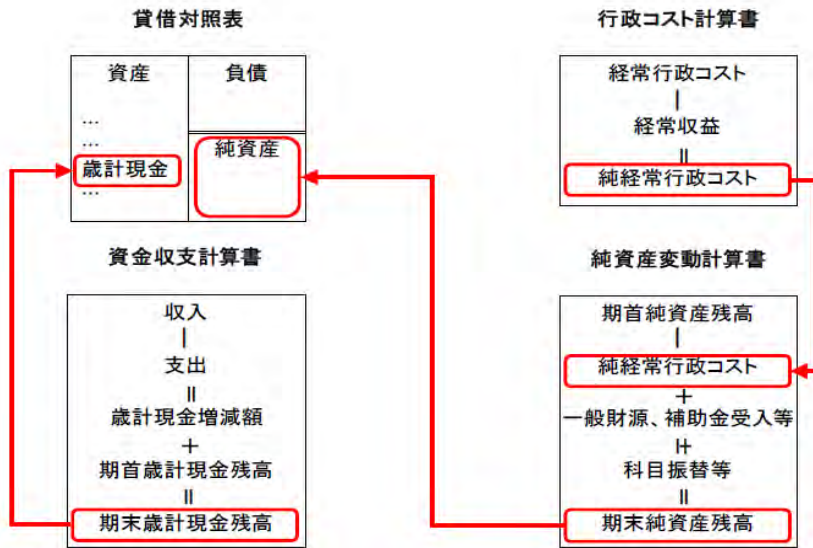 貸借対照表
資産
負債
…
…
歳計現金
…
純資産
行政コスト計算書
経常行政コスト
|
経常収益
||
純経常行政コスト
資金収支計算書
収入
|
支出
||
歳計現金増減額
+
期首歳計現金残高
||
期末歳計現金残高
純資産変動計算書
期首純資産残高
|
純経常行政コスト
+
一般財源、補助金受入等
|+
科目振替等
||
期末純資産残高